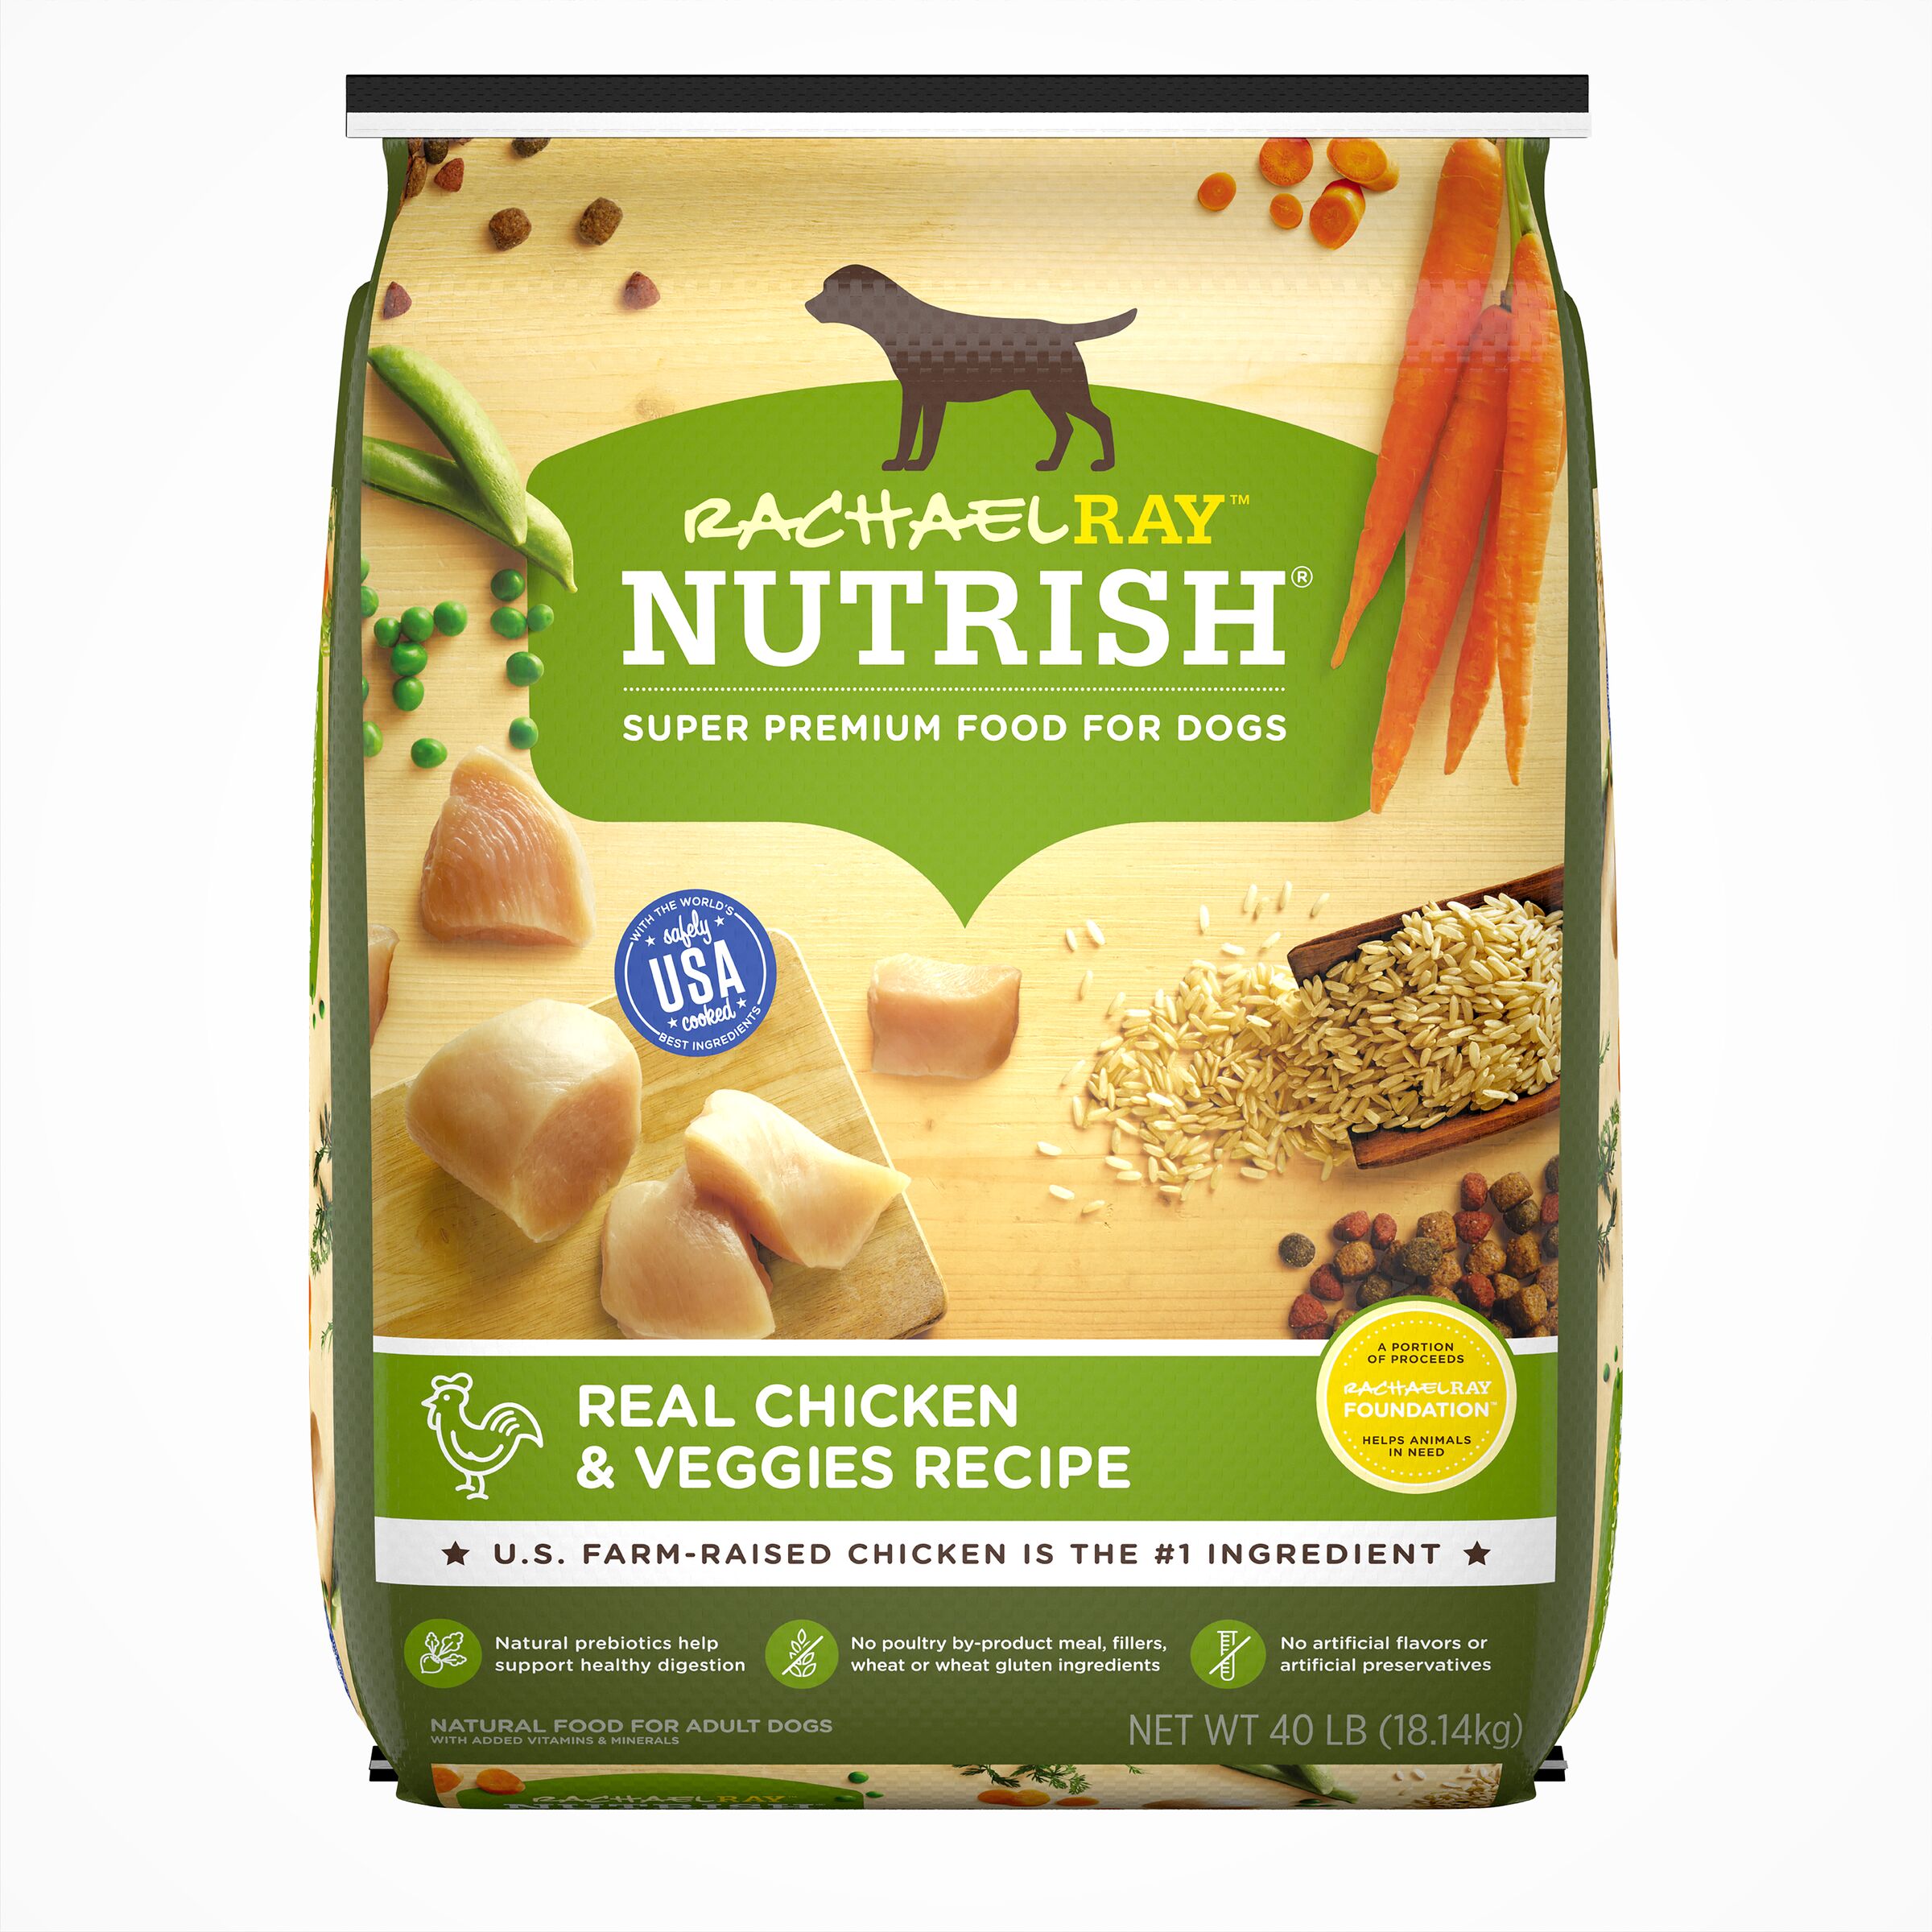 RACHAELRAY™
NUTRISH®
SUPER PREMIUM FOOD FOR DOGS
WITH THE WORLD'S
safely
USA
cooked
BEST INGREDIENTS
REAL CHICKEN
& VEGGIES RECIPE
A PORTION
OF PROCEEDS
RACHAELRAY
FOUNDATION™
HELPS ANIMALS
IN NEED
U.S. FARM-RAISED CHICKEN IS THE #1 INGREDIENT
Natural prebiotics help
support healthy digestion
No poultry by-product meal, fillers,
wheat or wheat gluten ingredients
No artificial flavors or
artificial preservatives
NATURAL FOOD FOR ADULT DOGS
WITH ADDED VITAMINS & MINERALS
NET WT 40 LB (18.14kg)
RACHAELRAY™
NUTRISH